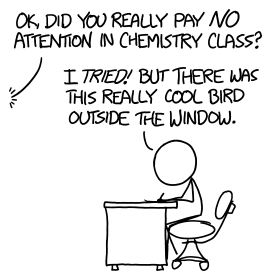 OK, DID YOU REALLY PAY NO
ATTENTION IN CHEMISTRY CLASS?
I TRIED! BUT THERE WAS
THIS REALLY COOL BIRD
OUTSIDE THE WINDOW.